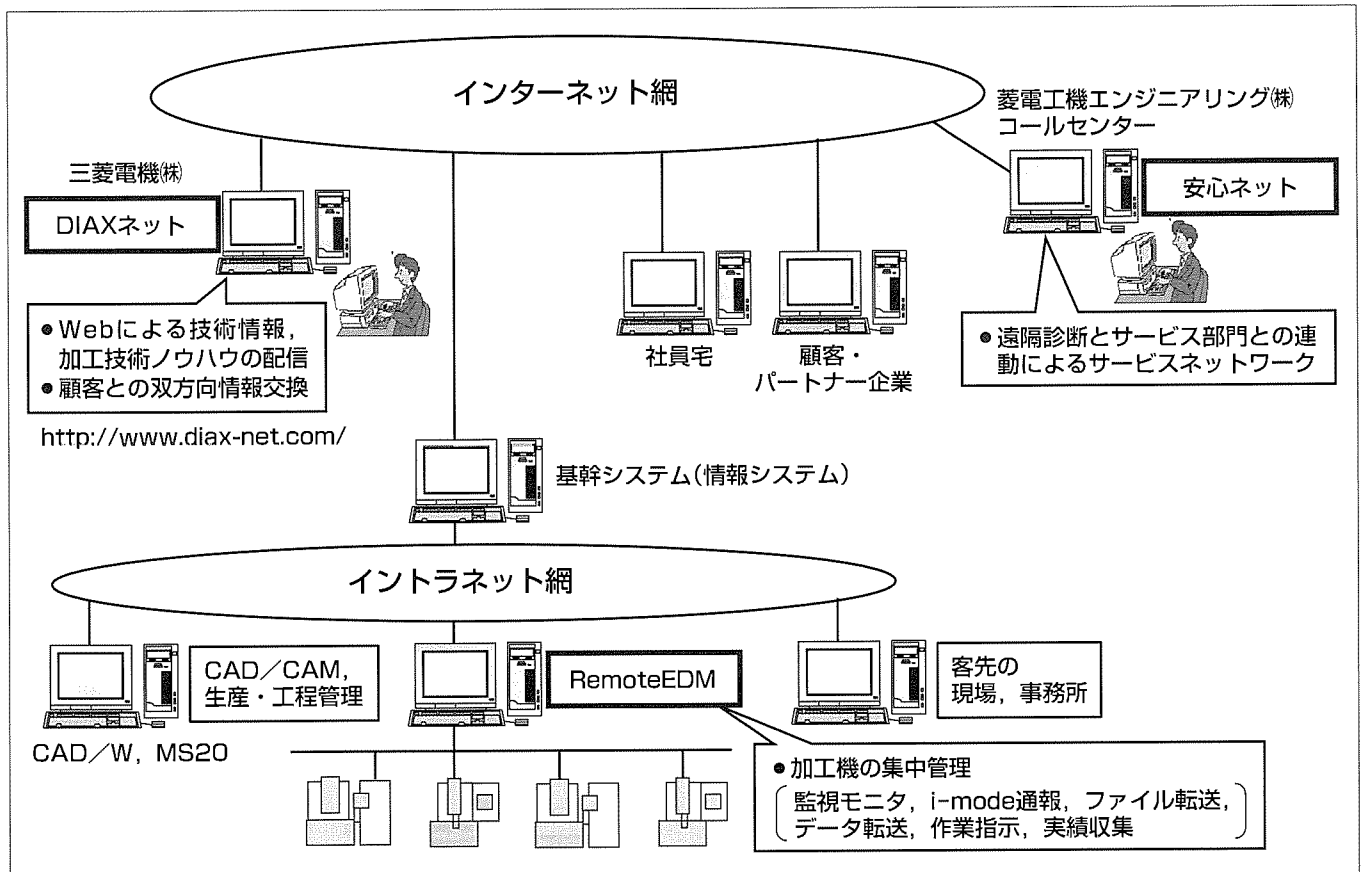 インターネット網
三菱電機㈱
DIAXネット
●Webによる技術情報,
加工技術ノウハウの配信
●顧客との双方向情報交換
http://www.diax-net.com/
社員宅
顧客・
パートナー企業
菱電工機エンジニアリング㈱
コールセンター
安心ネット
●遠隔診断とサービス部門との連
動によるサービスネットワーク
基幹システム(情報システム)
イントラネット網
CAD/CAM,
生産・工程管理
CAD/W, MS20
RemoteEDM
客先の
現場, 事務所
●加工機の集中管理
監視モニタ, i-mode通報, ファイル転送,
データ転送, 作業指示, 実績収集